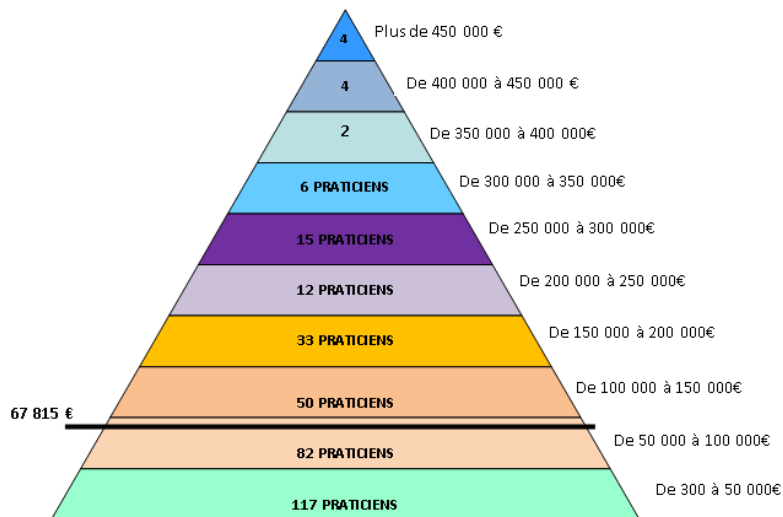 4 Plus de 450 000 €
4 De 400 000 à 450 000 €
2 De 350 000 à 400 000€
6 PRATICIENS De 300 000 à 350 000€
15 PRATICIENS De 250 000 à 300 000€
12 PRATICIENS De 200 000 à 250 000€
33 PRATICIENS De 150 000 à 200 000€
50 PRATICIENS De 100 000 à 150 000€
67 815 €
82 PRATICIENS De 50 000 à 100 000€
117 PRATICIENS De 300 à 50 000€